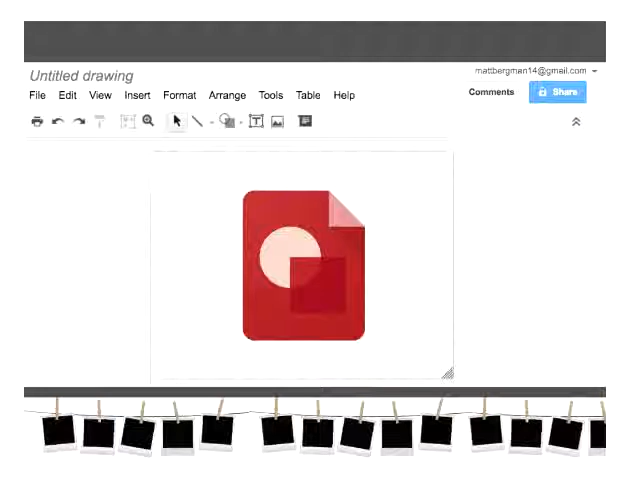 Untitled drawing
mattbergman14@gmail.com
File Edit View Insert Format Arrange Tools Table Help
Comments
Share